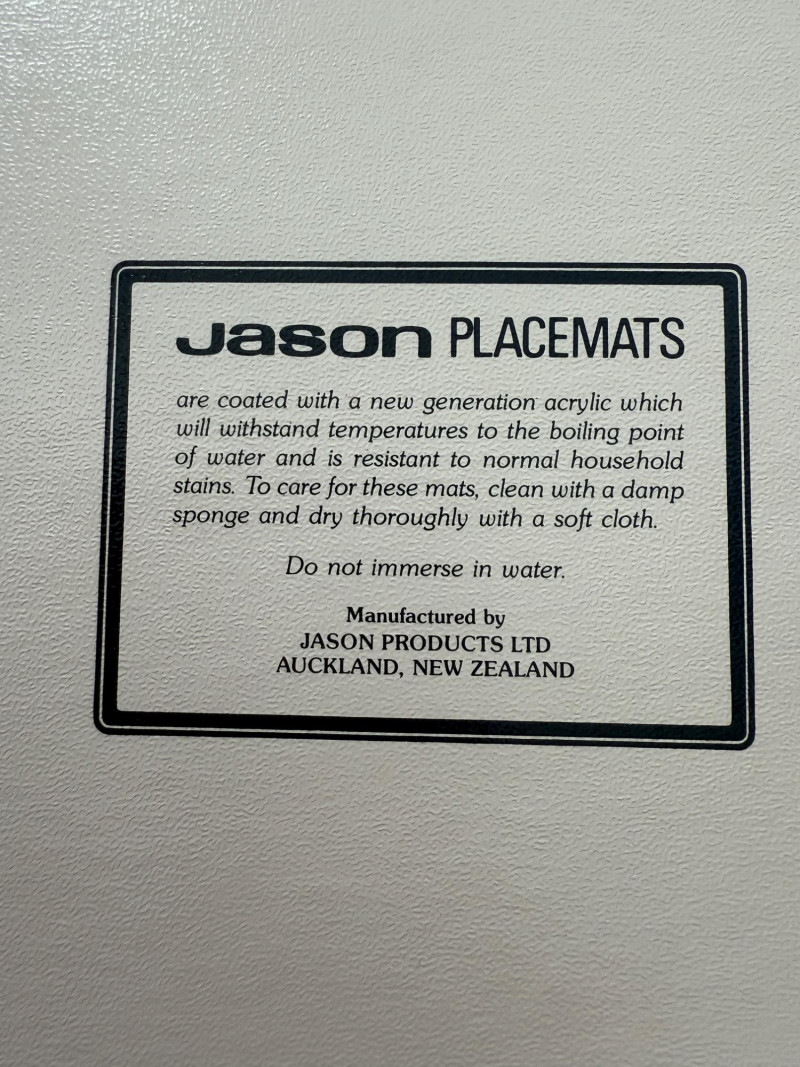 Jason PLACEMATS
are coated with a new generation acrylic which
will withstand temperatures to the boiling point
of water and is resistant to normal household
stains. To care for these mats, clean with a damp
sponge and dry thoroughly with a soft cloth.
Do not immerse in water.
Manufactured by
JASON PRODUCTS LTD
AUCKLAND, NEW ZEALAND